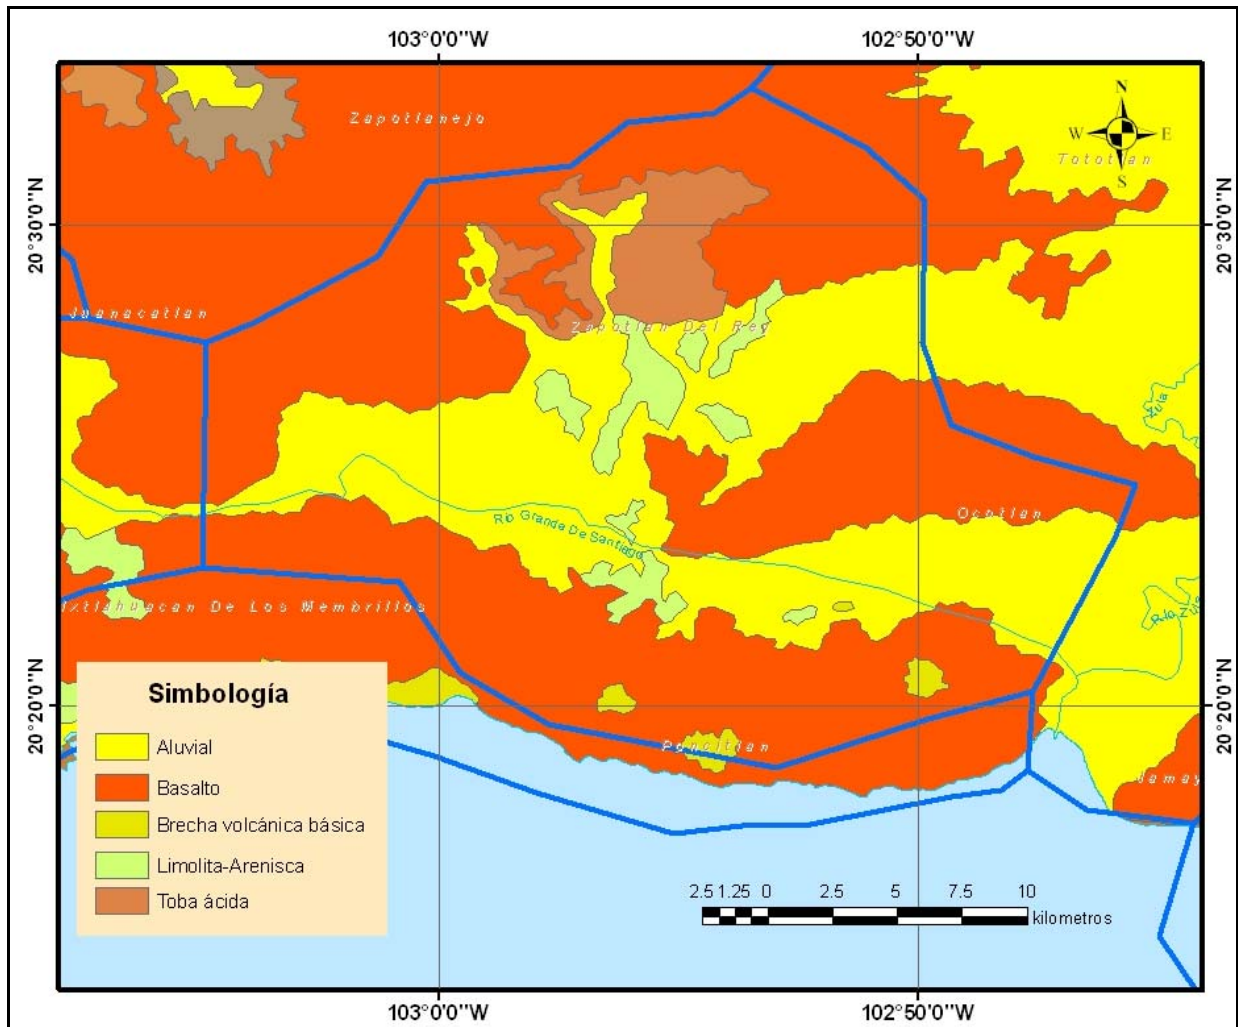 103°0'0"W
102°50'0"W
N
W E
S
Zapotlanejo
Tototlan
20°30'0"N
20°30'0"N
Juanacatlan
Zapotlan Del Rey
Zula
Ocotlan
Rio Grande De Santiago
Ixtlahuacan De Los Membrillos
Rio Zula
20°20'0"N
20°20'0"N
Poncitlan
Jamay
Simbología
Aluvial
Basalto
Brecha volcánica básica
Limolita-Arenisca
Toba ácida
2.5 1.25 0 2.5 5 7.5 10
kilometros
103°0'0"W
102°50'0"W